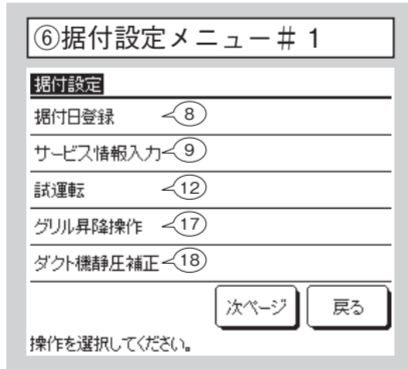 ⑥据付設定メニュー＃１
据付設定
据付日登録 ⑧
サービス情報入力 ⑨
試運転 ⑫
グリル昇降操作 ⑰
ダクト機静圧補正 ⑱
次ページ 戻る
操作を選択してください。